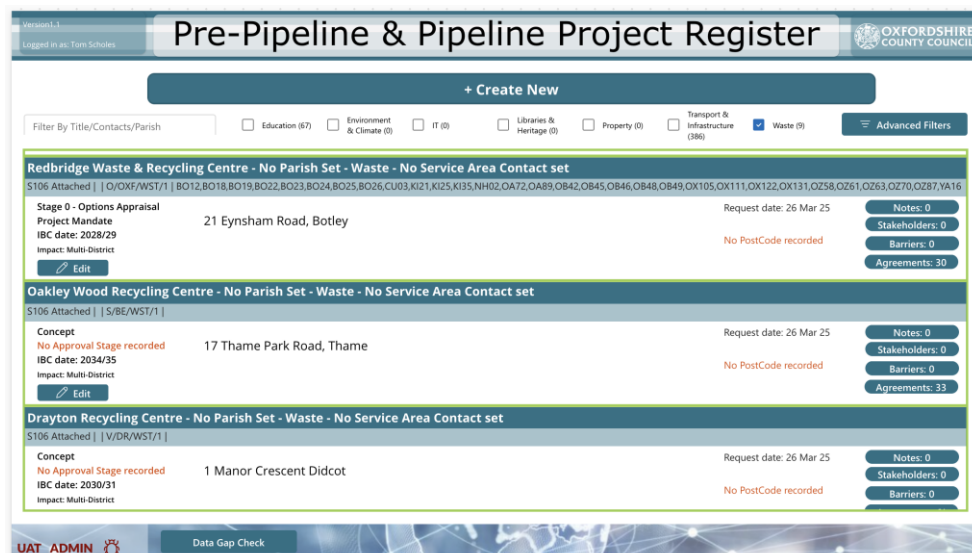 Version1.1
Logged in as: Tom Scholes
Pre-Pipeline & Pipeline Project Register
OXFORDSHIRE
COUNTY COUNCIL
+ Create New
Filter By Title/Contacts/Parish
Education (67)
Environment
& Climate (0)
IT (0)
Libraries &
Heritage (0)
Property (0)
Transport &
Infrastructure
(386)
Waste (9)
Advanced Filters
Redbridge Waste & Recycling Centre - No Parish Set - Waste - No Service Area Contact set
S106 Attached | | O/OXF/WST/1 | BO12,BO18,BO19,BO22,BO23,BO24,BO25,BO26,CU03,KI21,KI25,KI35,NH02,OA72,OA89,OB42,OB45,OB46,OB48,OB49,OX105,OX111,OX122,OX131,OZ58,OZ61,OZ63,OZ70,OZ87,YA16
Stage 0 - Options Appraisal
Project Mandate
IBC date: 2028/29
Impact: Multi-District
Edit
21 Eynsham Road, Botley
Request date: 26 Mar 25
No PostCode recorded
Notes: 0
Stakeholders: 0
Barriers: 0
Agreements: 30
Oakley Wood Recycling Centre - No Parish Set - Waste - No Service Area Contact set
S106 Attached | | S/BE/WST/1 |
Concept
No Approval Stage recorded
IBC date: 2034/35
Impact: Multi-District
Edit
17 Thame Park Road, Thame
Request date: 26 Mar 25
No PostCode recorded
Notes: 0
Stakeholders: 0
Barriers: 0
Agreements: 33
Drayton Recycling Centre - No Parish Set - Waste - No Service Area Contact set
S106 Attached | | V/DR/WST/1 |
Concept
No Approval Stage recorded
IBC date: 2030/31
Impact: Multi-District
1 Manor Crescent Didcot
Request date: 26 Mar 25
No PostCode recorded
Notes: 0
Stakeholders: 0
Barriers: 0
UAT_ADMIN
Data Gap Check